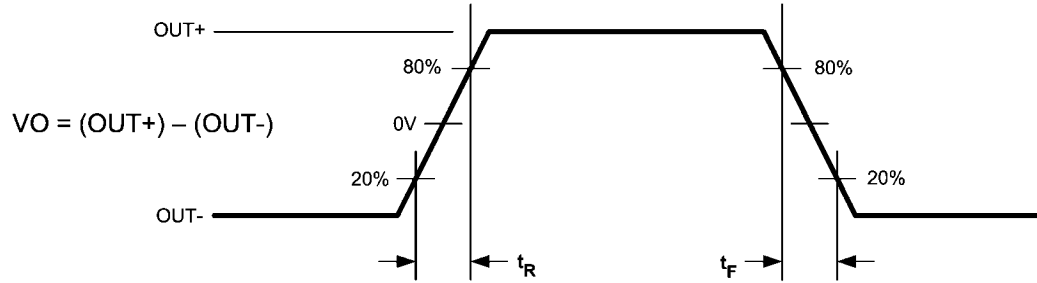 OUT+
80%
80%
VO = (OUT+) – (OUT-)
0V
20%
20%
OUT-
tR
tF